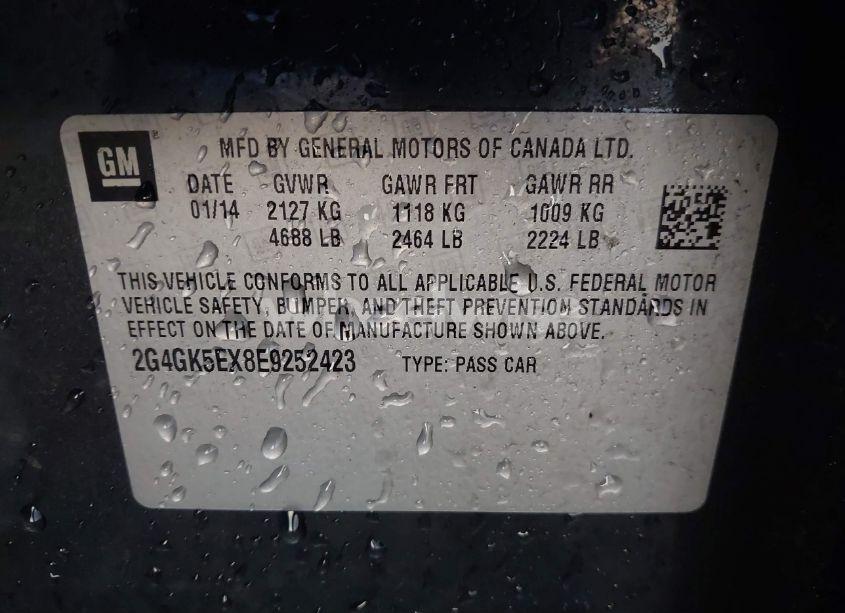 GM
MFD BY GENERAL MOTORS OF CANADA LTD.
DATE GVWR GAWR FRT GAWR RR
01/14 2127 KG 1118 KG 1009 KG
4688 LB 2464 LB 2224 LB
THIS VEHICLE CONFORMS TO ALL APPLICABLE U.S. FEDERAL MOTOR
VEHICLE SAFETY, BUMPER, AND THEFT PREVENTION STANDARDS IN
EFFECT ON THE DATE OF MANUFACTURE SHOWN ABOVE.
2G4GK5EX8E9252423 TYPE: PASS CAR